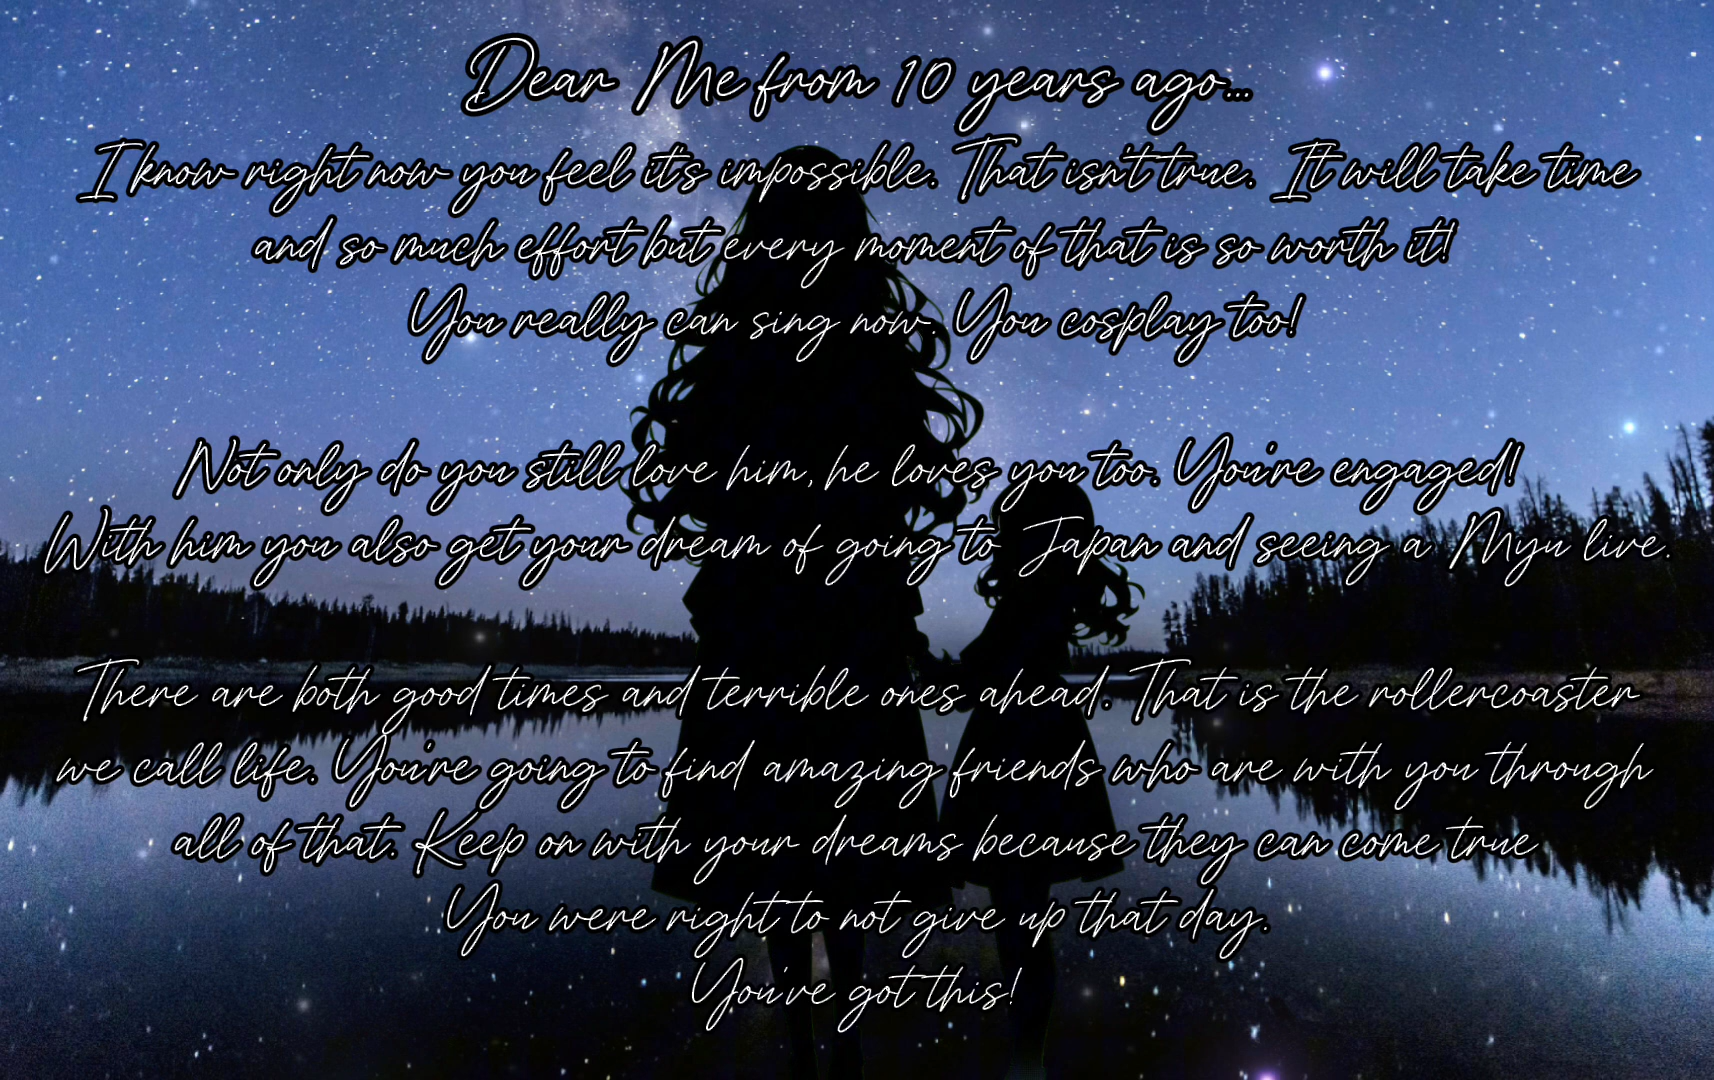 Dear Me from 10 years ago...
I know right now you feel it's impossible. That isn't true. It will take time
and so much effort but every moment of that is so worth it!
You really can sing now. You cosplay too!
Not only do you still love him, he loves you too. You're engaged!
With him you also get your dream of going to Japan and seeing a Myu live.
There are both good times and terrible ones ahead. That is the rollercoaster
we call life. You're going to find amazing friends who are with you through
all of that. Keep on with your dreams because they can come true
You were right to not give up that day.
You've got this!